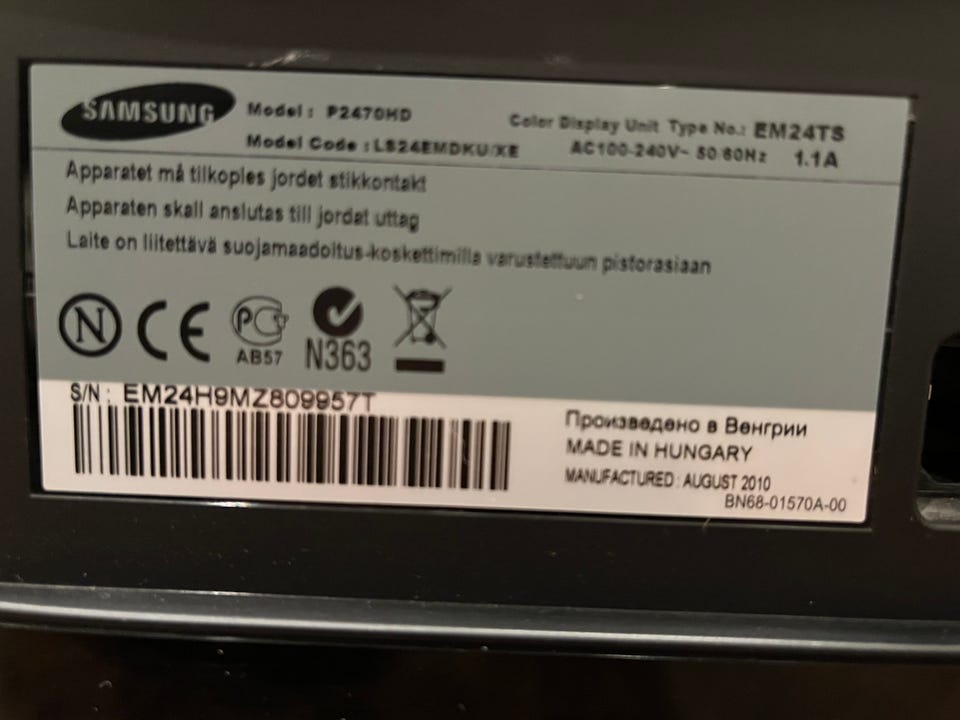 SAMSUNG
Model : P2470HD
Model Code : LS24EMDKU/XE
Color Display Unit Type No.: EM24TS
AC100-240V~ 50/60Hz 1.1A
Apparatet må tilkoples jordet stikkontakt
Apparaten skall anslutas till jordat uttag
Laite on liitettävä suojamaadoitus-koskettimilla varustettuun pistorasiaan
N CE PC
AB57 N363
S/N : EM24H9MZ809957T
Произведено в Венгрии
MADE IN HUNGARY
MANUFACTURED : AUGUST 2010
BN68-01570A-00